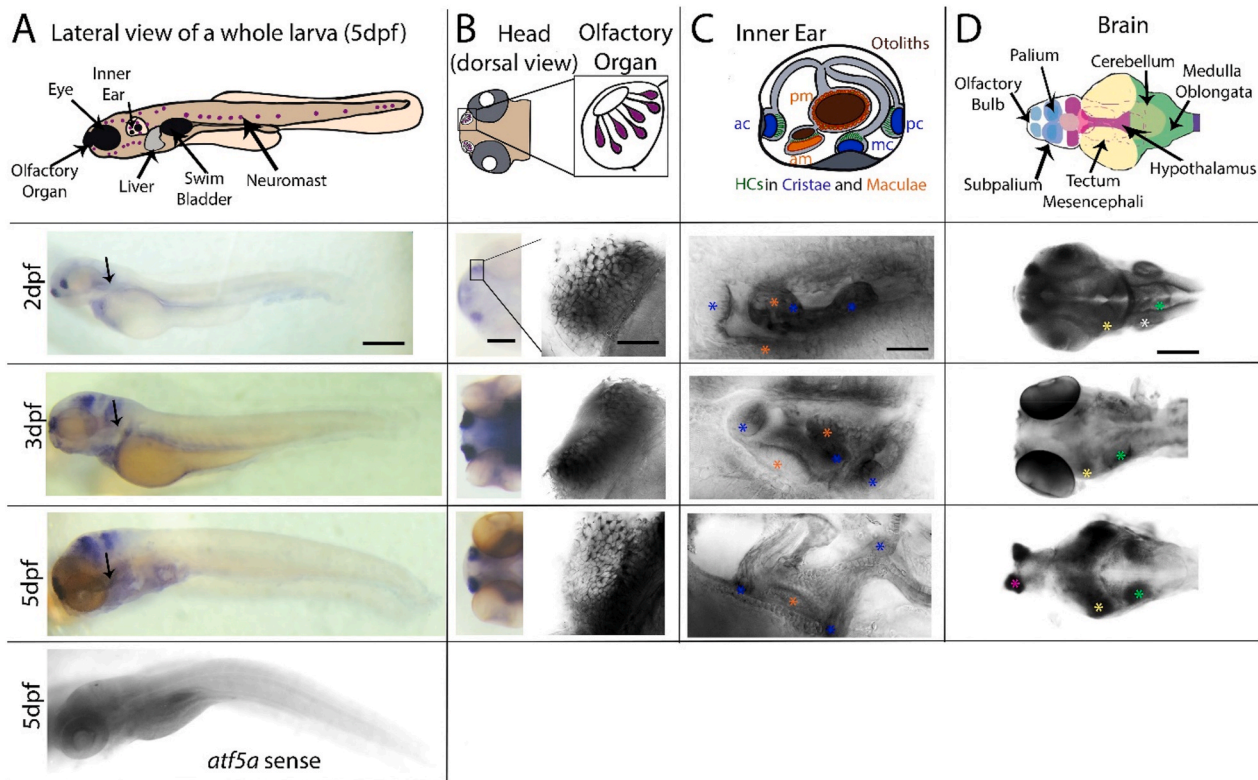 A Lateral view of a whole larva (5dpf)
Eye
Inner
Ear
Olfactory
Organ
Liver
Swim
Bladder
Neuromast
B Head
(dorsal view)
Olfactory
Organ
C Inner Ear
Otoliths
pm
ac
pc
mc
am
HCs in Cristae and Maculae
D Brain
Palium
Cerebellum
Olfactory
Bulb
Medulla
Oblongata
Subpalium
Tectum
Mesencephali
Hypothalamus
2dpf
* * * * *
* * *
3dpf
* * * * *
* *
5dpf
* * * *
* * *
5dpf
atf5a sense